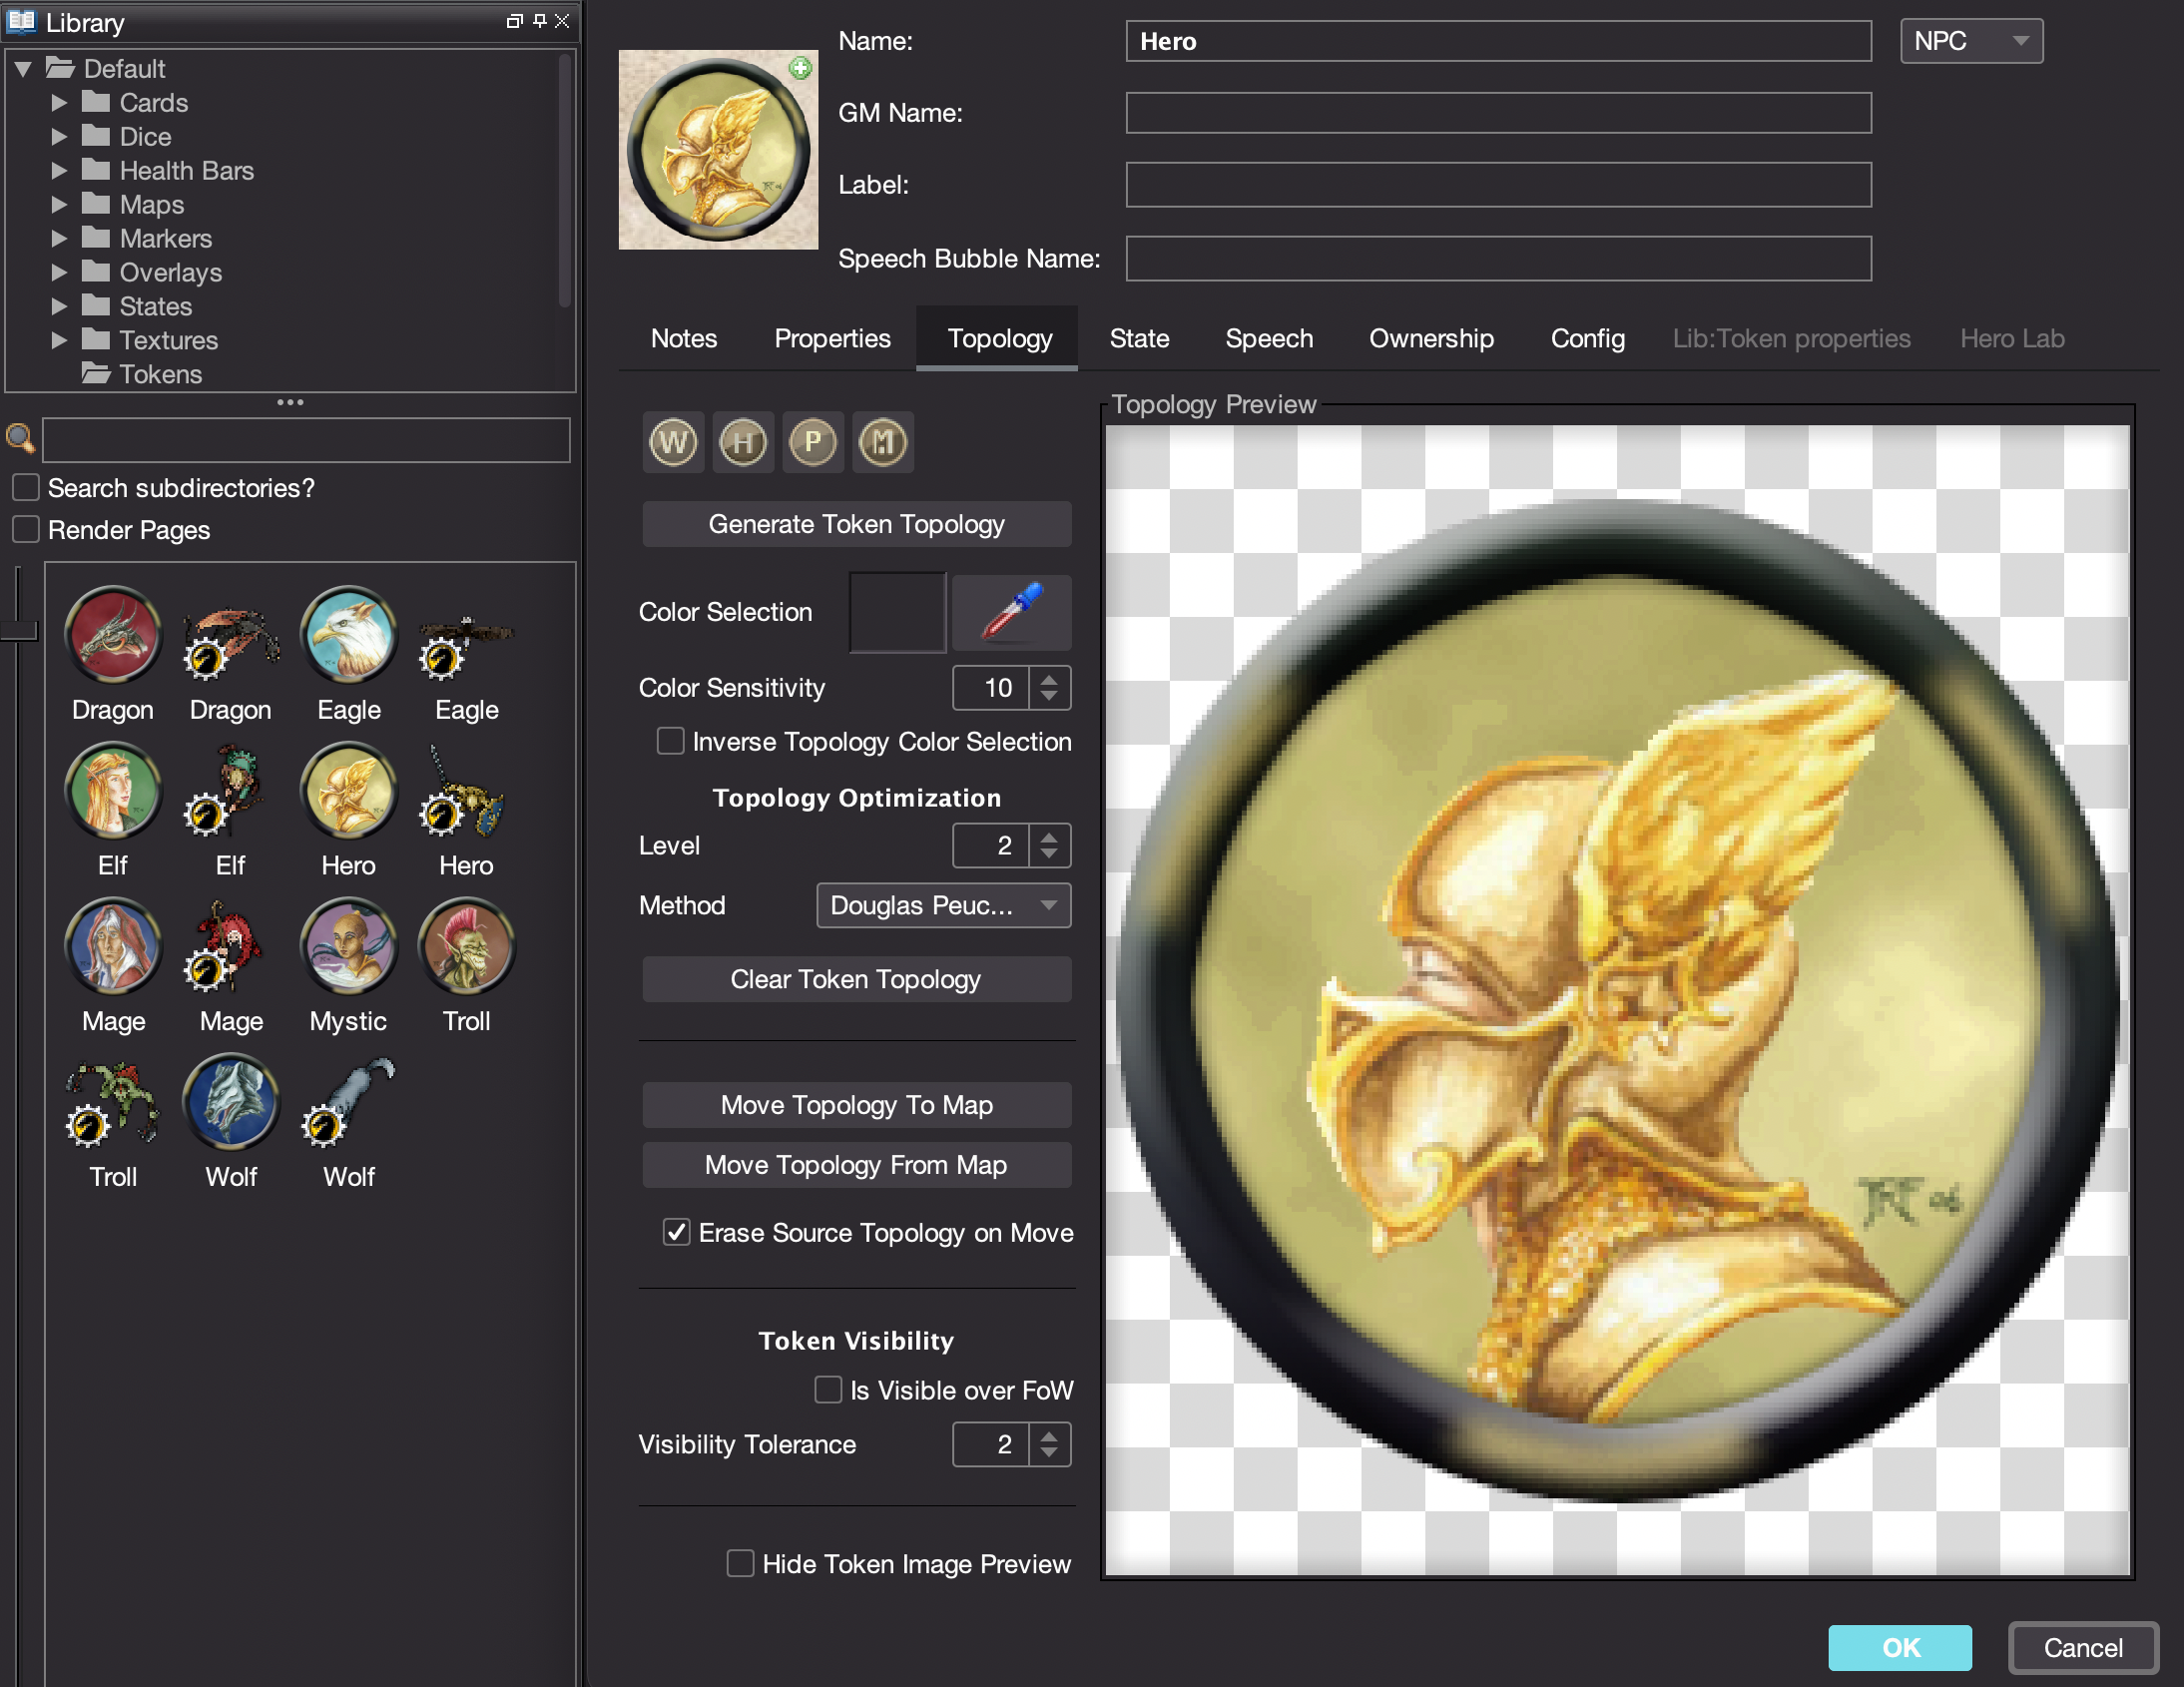 Library
Default
Cards
Dice
Health Bars
Maps
Markers
Overlays
States
Textures
Tokens
Search subdirectories?
Render Pages
Dragon Dragon Eagle Eagle
Elf Elf Hero Hero
Mage Mage Mystic Troll
Troll Wolf Wolf
Name: Hero NPC
GM Name:
Label:
Speech Bubble Name:
Notes Properties Topology State Speech Ownership Config Lib:Token properties Hero Lab
W H P M
Generate Token Topology
Color Selection
Color Sensitivity 10
Inverse Topology Color Selection
Topology Optimization
Level 2
Method Douglas Peuc...
Clear Token Topology
Move Topology To Map
Move Topology From Map
Erase Source Topology on Move
Token Visibility
Is Visible over FoW
Visibility Tolerance 2
Hide Token Image Preview
Topology Preview
OK Cancel